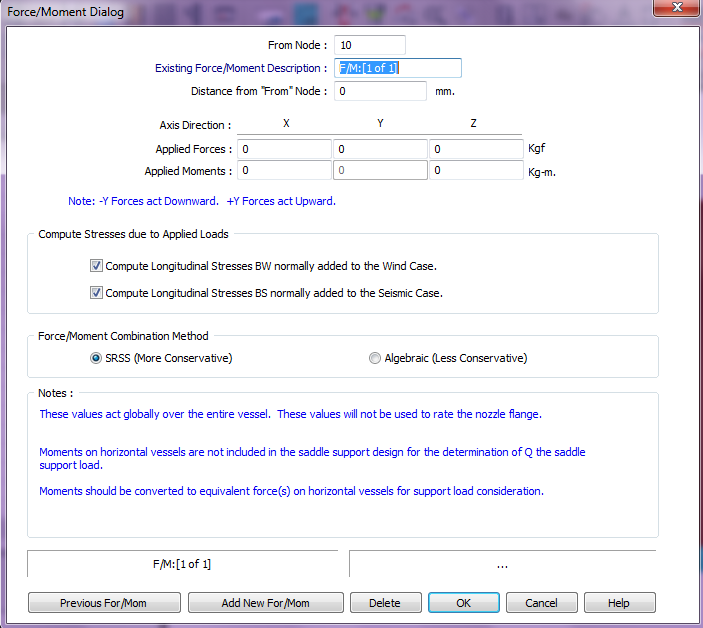 Force/Moment Dialog
From Node : 10
Existing Force/Moment Description : F/M:[1 of 1]
Distance from "From" Node : 0 mm.
Axis Direction : X Y Z
Applied Forces : 0 0 0 Kgf
Applied Moments : 0 0 0 Kg-m.
Note: -Y Forces act Downward. +Y Forces act Upward.
Compute Stresses due to Applied Loads
Compute Longitudinal Stresses BW normally added to the Wind Case.
Compute Longitudinal Stresses BS normally added to the Seismic Case.
Force/Moment Combination Method
SRSS (More Conservative) Algebraic (Less Conservative)
Notes :
These values act globally over the entire vessel. These values will not be used to rate the nozzle flange.
Moments on horizontal vessels are not included in the saddle support design for the determination of Q the saddle
support load.
Moments should be converted to equivalent force(s) on horizontal vessels for support load consideration.
F/M:[1 of 1] ...
Previous For/Mom Add New For/Mom Delete OK Cancel Help